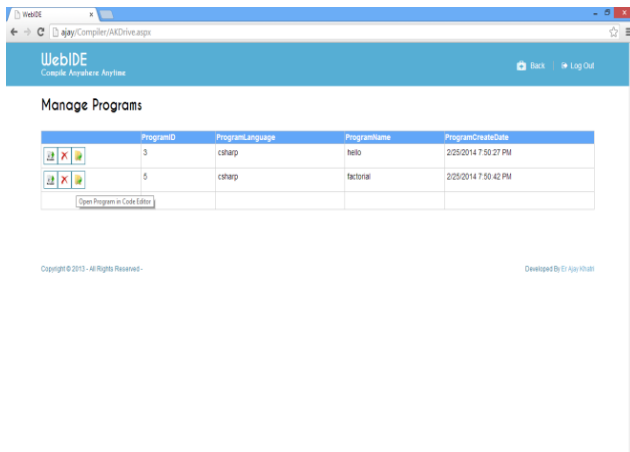 WebIDE
ajay/Compiler/AKDrive.aspx
WebIDE
Compile Anywhere Anytime
Back
Log Out
Manage Programs
ProgramID ProgramLanguage ProgramName ProgramCreateDate
3 csharp hello 2/25/2014 7:50:27 PM
5 csharp factorial 2/25/2014 7:50:42 PM
Open Program in Code Editor
Copyright © 2013 - All Rights Reserved -
Developed By Er Ajay Khatri